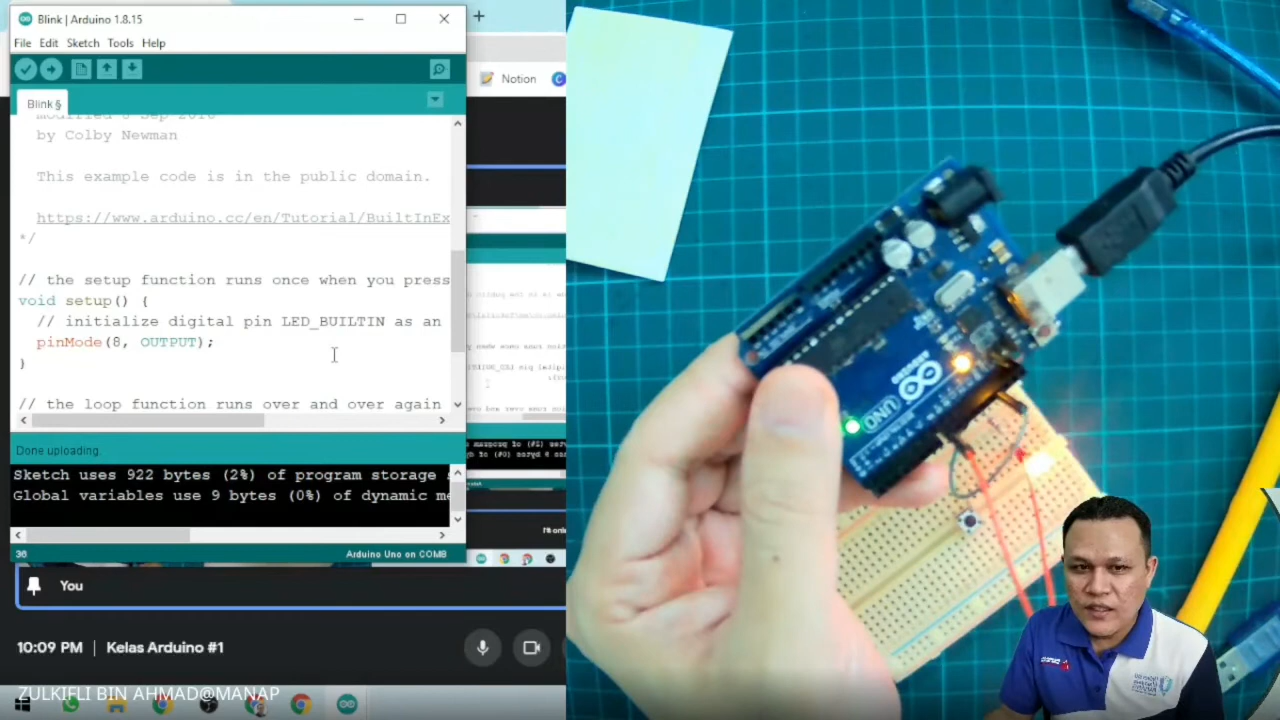 Blink | Arduino 1.8.15
File Edit Sketch Tools Help
Notion
Blink §
by Colby Newman
This example code is in the public domain.
https://www.arduino.cc/en/Tutorial/BuiltInEx
*/
// the setup function runs once when you press
void setup() {
// initialize digital pin LED_BUILTIN as an
pinMode(8, OUTPUT);
}
// the loop function runs over and over again
Done uploading.
Sketch uses 922 bytes (2%) of program storage
Global variables use 9 bytes (0%) of dynamic me
36
Arduino Uno on COM8
You
10:09 PM | Kelas Arduino #1
ZULKIFLI BIN AHMAD@MANAP
UNO
ARDUINO